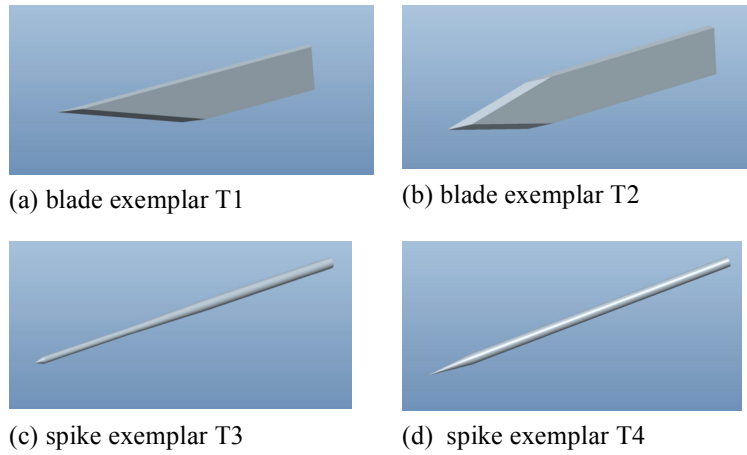 (a) blade exemplar T1
(b) blade exemplar T2
(c) spike exemplar T3
(d) spike exemplar T4